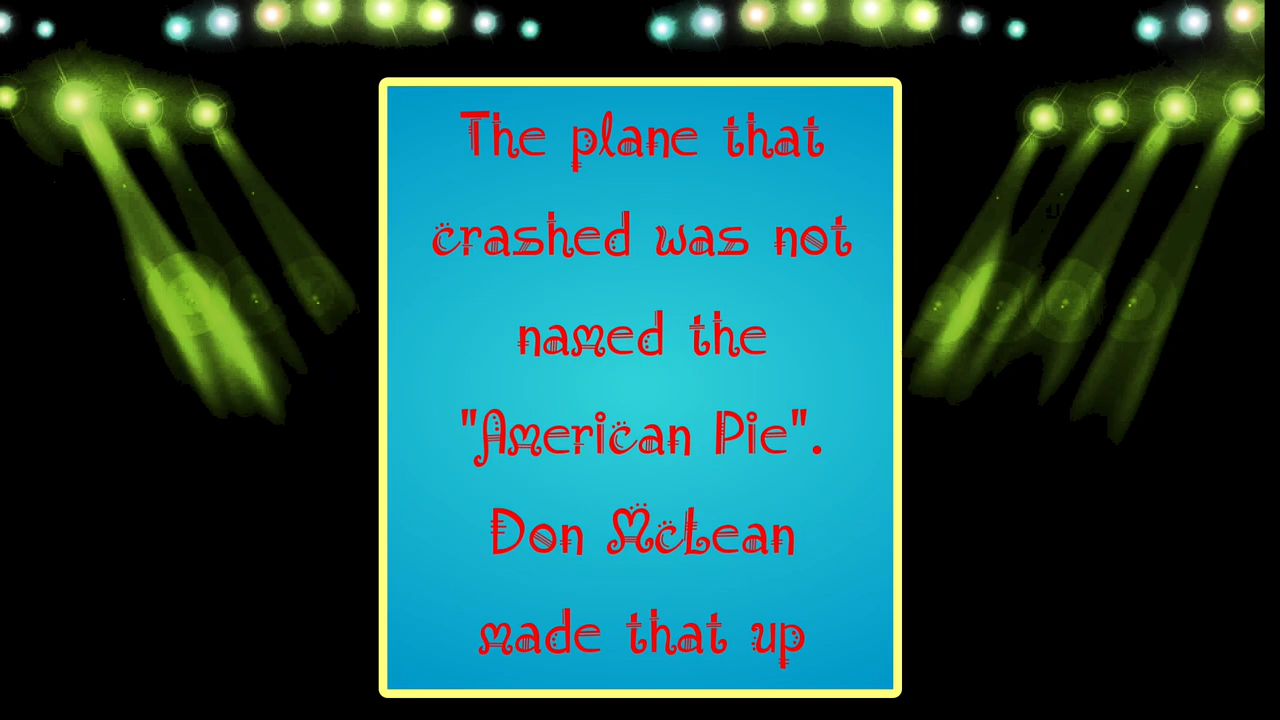 The plane that
crashed was not
named the
"American Pie".
Don McLean
made that up